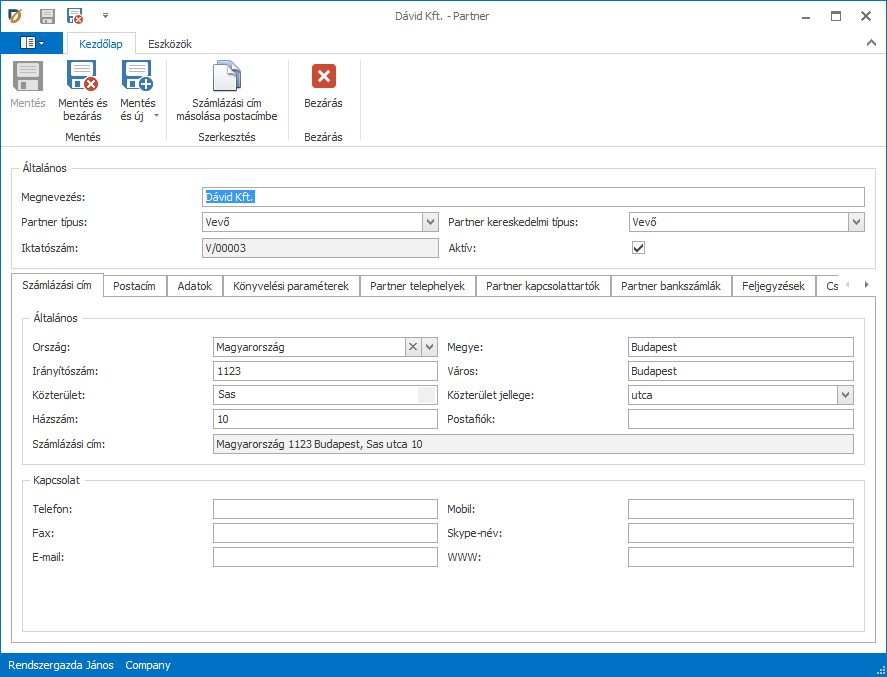 Dávid Kft. - Partner
Kezdőlap Eszközök
Mentés
Mentés és
bezárás
Mentés
és új
Számlázási cím
másolása postacímbe
Bezárás
Mentés Szerkesztés Bezárás
Általános
Megnevezés: Dávid Kft.
Partner típus: Vevő Partner kereskedelmi típus: Vevő
Iktatószám: V/00003 Aktív:
Számlázási cím Postacím Adatok Könyvelési paraméterek Partner telephelyek Partner kapcsolattartók Partner bankszámlák Feljegyzések Cs
Általános
Ország: Magyarország Megye: Budapest
Irányítószám: 1123 Város: Budapest
Közterület: Sas Közterület jellege: utca
Házszám: 10 Postafiók:
Számlázási cím: Magyarország 1123 Budapest, Sas utca 10
Kapcsolat
Telefon: Mobil:
Fax: Skype-név:
E-mail: WWW:
Rendszergazda János Company